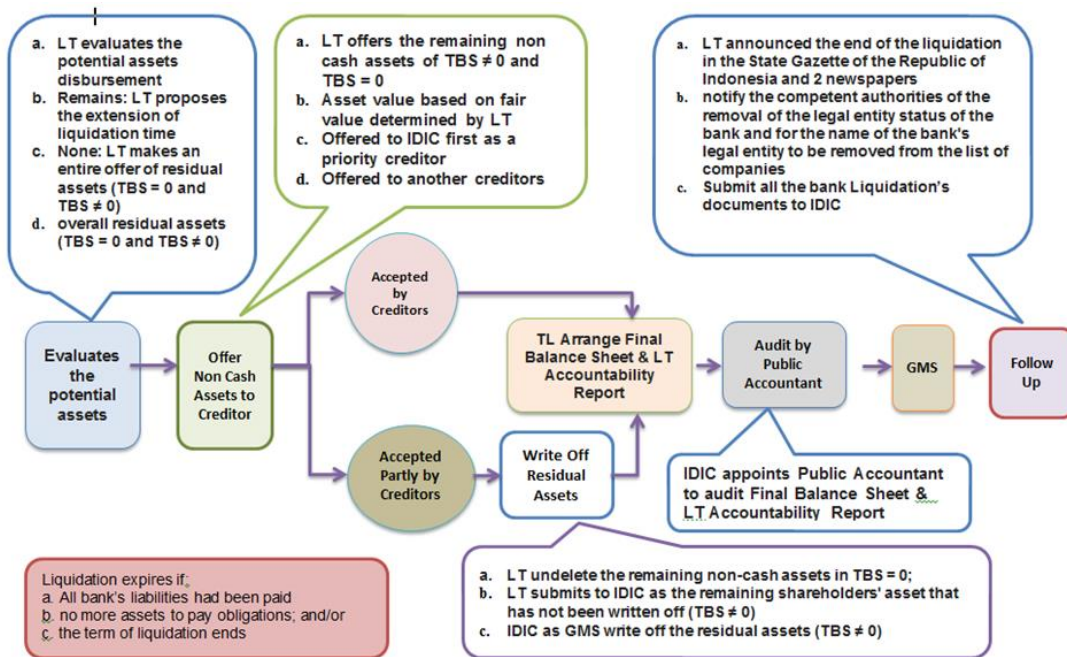 a. LT evaluates the
potential assets
disbursement
b. Remains: LT proposes
the extension of
liquidation time
c. None: LT makes an
entire offer of residual
assets (TBS = 0 and
TBS ≠ 0)
d. overall residual assets
(TBS = 0 and TBS ≠ 0)
a. LT offers the remaining non
cash assets of TBS ≠ 0 and
TBS = 0
b. Asset value based on fair
value determined by LT
c. Offered to IDIC first as a
priority creditor
d. Offered to another creditors
a. LT announced the end of the liquidation
in the State Gazette of the Republic of
Indonesia and 2 newspapers
b. notify the competent authorities of the
removal of the legal entity status of the
bank and for the name of the bank's
legal entity to be removed from the list of
companies
c. Submit all the bank Liquidation's
documents to IDIC
Evaluates
the
potential
assets
Offer
Non Cash
Assets to
Creditor
Accepted
by
Creditors
Accepted
Partly by
Creditors
Write Off
Residual
Assets
TL Arrange Final
Balance Sheet & LT
Accountability
Report
Audit by
Public
Accountant
GMS
Follow
Up
IDIC appoints Public Accountant
to audit Final Balance Sheet &
LT Accountability Report
Liquidation expires if;
a. All bank's liabilities had been paid
b. no more assets to pay obligations; and/or
c. the term of liquidation ends
a. LT undelete the remaining non-cash assets in TBS = 0;
b. LT submits to IDIC as the remaining shareholders' asset that
has not been written off (TBS ≠ 0)
c. IDIC as GMS write off the residual assets (TBS ≠ 0)